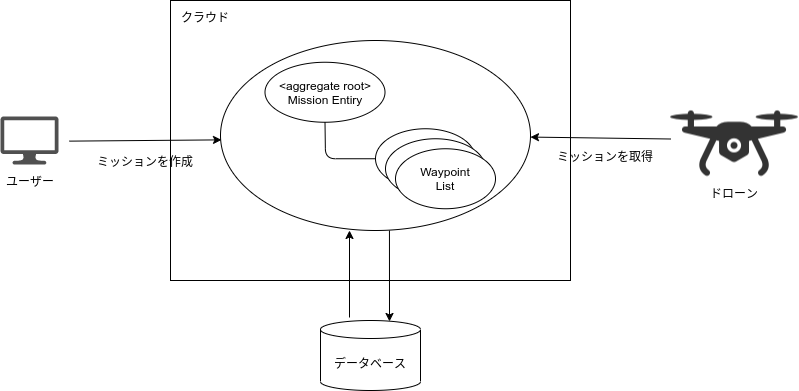 クラウド
<aggregate root>
Mission Entiry
Waypoint
List
ミッションを作成
ユーザー
ミッションを取得
ドローン
データベース